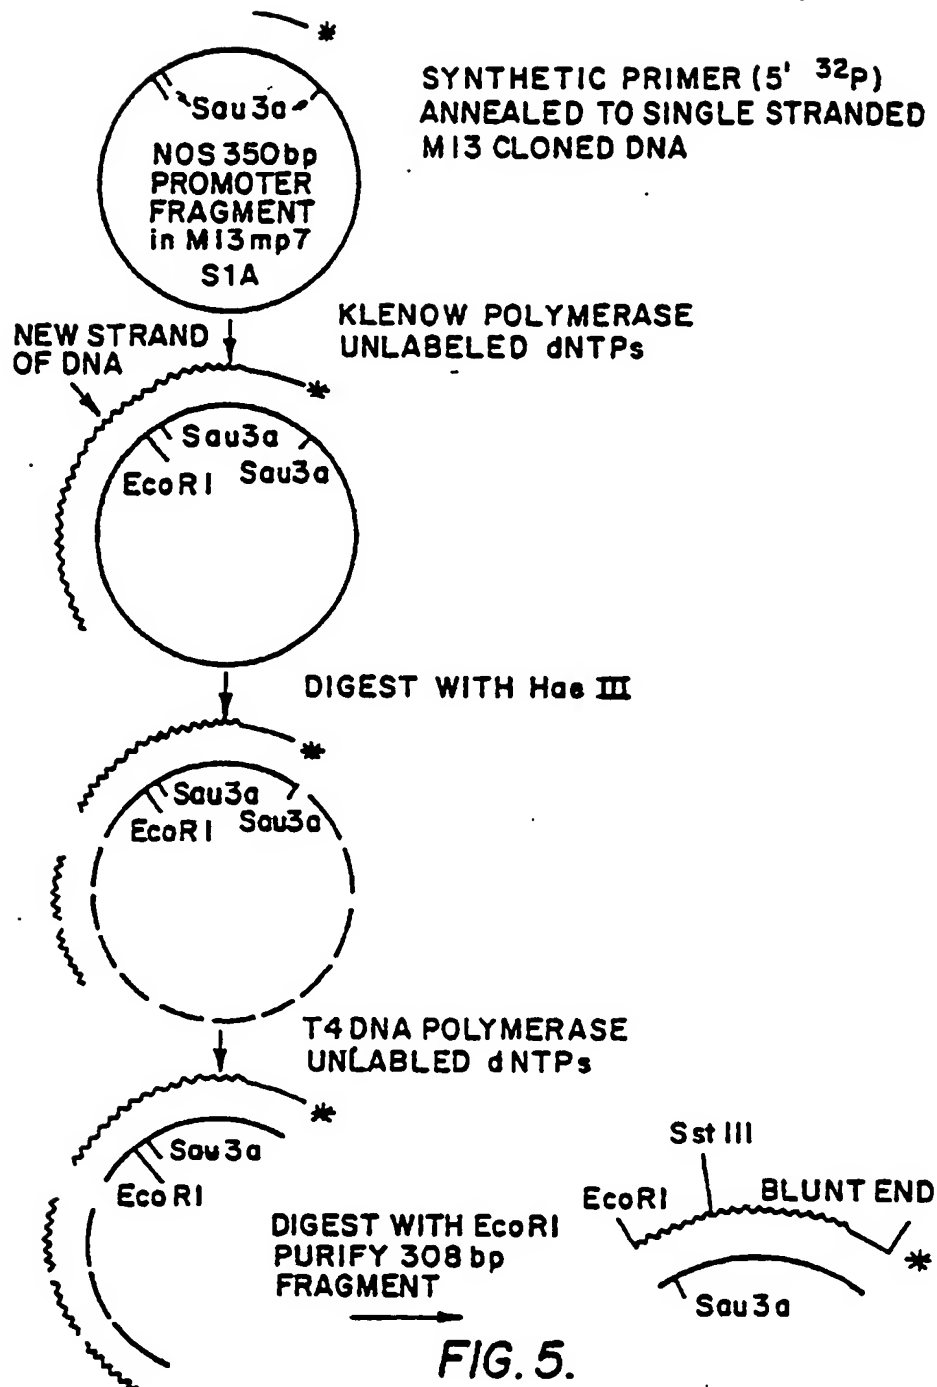 *
SYNTHETIC PRIMER (5' 32P)
ANNEALED TO SINGLE STRANDED
M13 CLONED DNA
Sau3a
NOS 350bp
PROMOTER
FRAGMENT
in M13mp7
S1A
KLENOW POLYMERASE
UNLABELED dNTPs
NEW STRAND
OF DNA
*
Sau3a
EcoRI Sau3a
DIGEST WITH Hae III
*
Sau3a
EcoRI Sau3a
T4 DNA POLYMERASE
UNLABLED dNTPs
*
Sau3a
EcoRI
DIGEST WITH EcoRI
PURIFY 308bp
FRAGMENT
Sst III
EcoRI BLUNT END
*
Sau3a
FIG. 5.